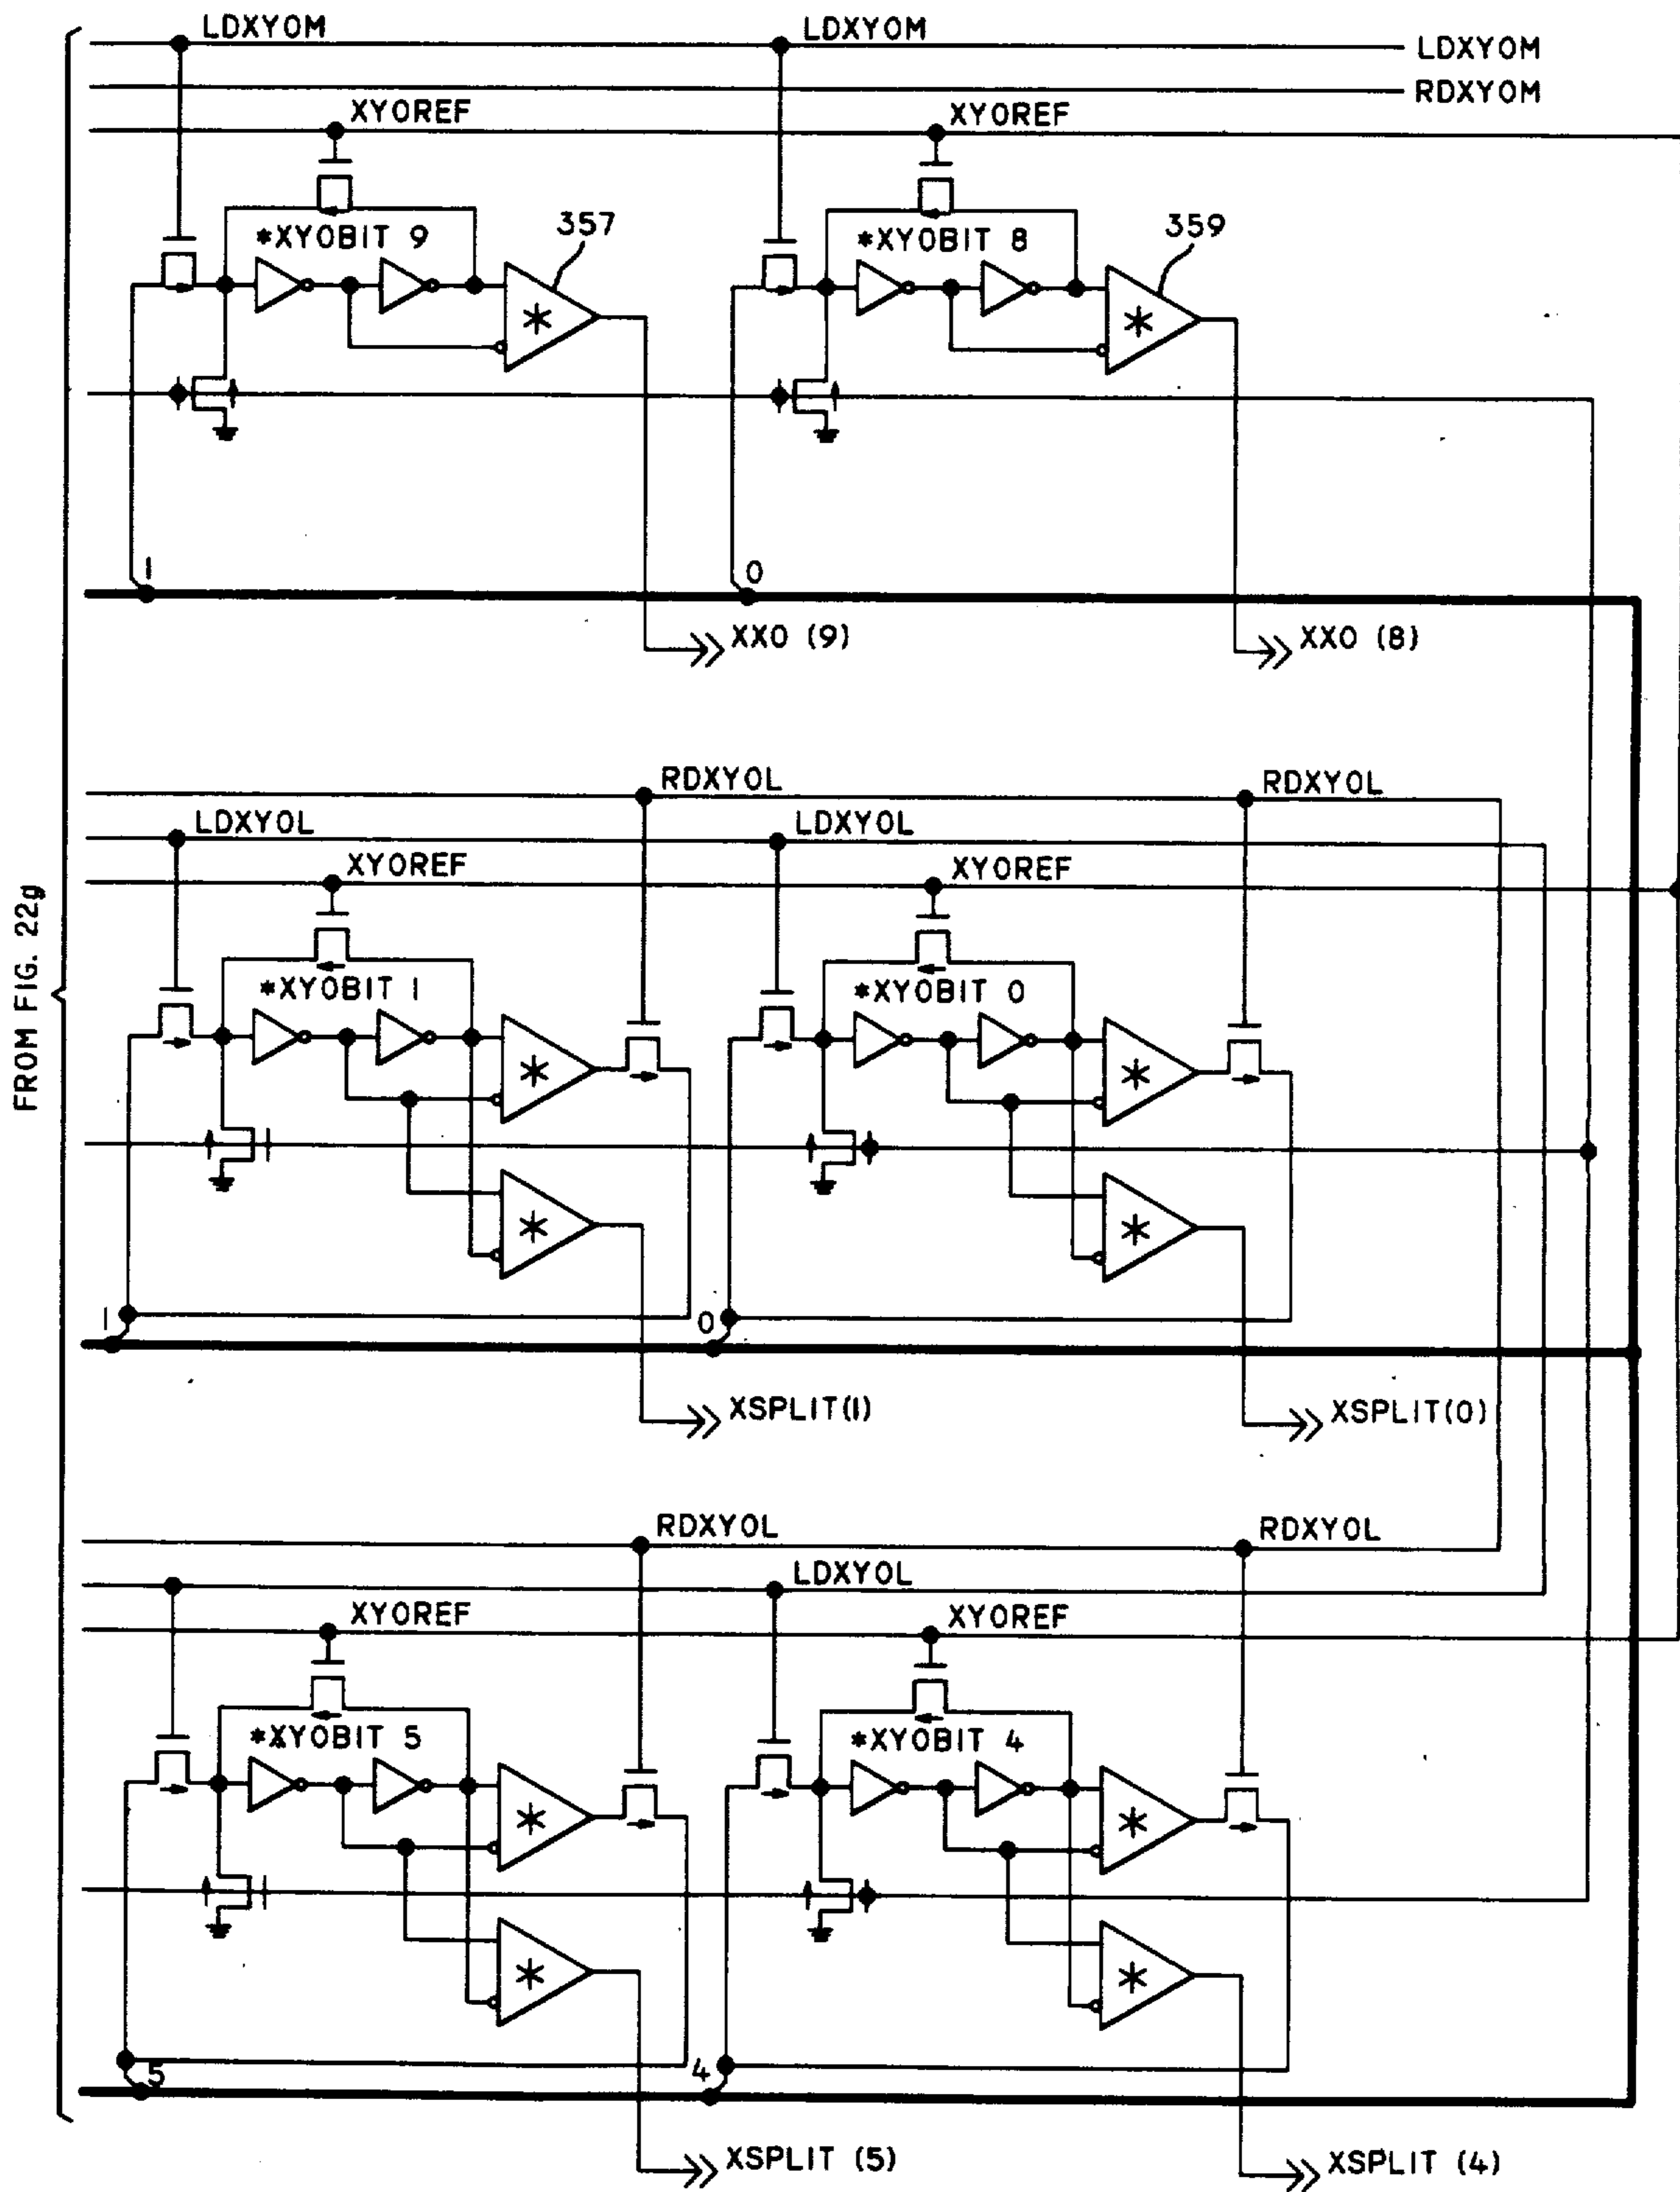 LDXYOM LDXYOM LDXYOM
RDXYOM
XYOREF XYOREF
357 359
*XYOBIT 9 *XYOBIT 8
* *
1 0
XXO (9) XXO (8)
RDXYOL RDXYOL
LDXYOL LDXYOL
XYOREF XYOREF
FROM FIG. 22g
*XYOBIT 1 *XYOBIT 0
* *
* *
1 0
XSPLIT(1) XSPLIT(0)
RDXYOL RDXYOL
LDXYOL
XYOREF XYOREF
*XYOBIT 5 *XYOBIT 4
* *
* *
5 4
XSPLIT (5) XSPLIT (4)